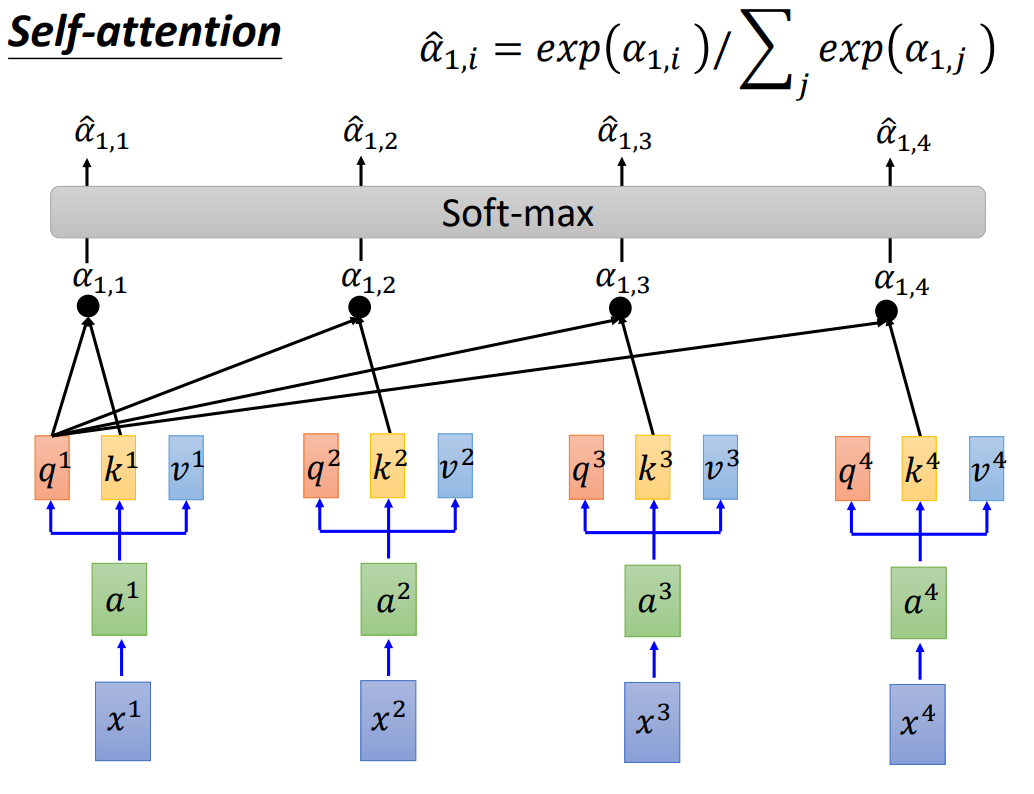 Self-attention
α̂₁,ᵢ = exp(α₁,ᵢ)/∑ⱼ exp(α₁,ⱼ)
α̂₁,₁ α̂₁,₂ α̂₁,₃ α̂₁,₄
Soft-max
α₁,₁ α₁,₂ α₁,₃ α₁,₄
q¹ k¹ v¹ q² k² v² q³ k³ v³ q⁴ k⁴ v⁴
a¹ a² a³ a⁴
x¹ x² x³ x⁴